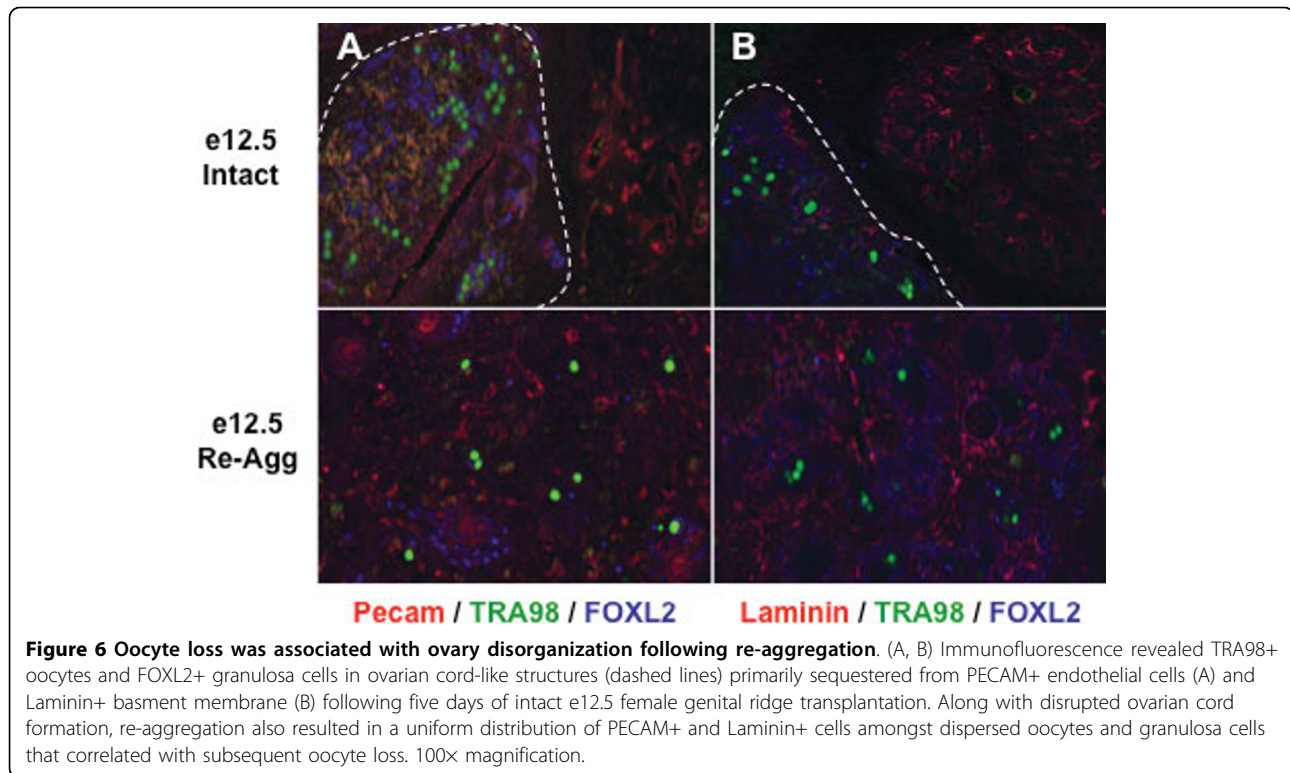 A
B
e12.5
Intact
e12.5
Re-Agg
Pecam / TRA98 / FOXL2
Laminin / TRA98 / FOXL2
Figure 6 Oocyte loss was associated with ovary disorganization following re-aggregation. (A, B) Immunofluorescence revealed TRA98+
oocytes and FOXL2+ granulosa cells in ovarian cord-like structures (dashed lines) primarily sequestered from PECAM+ endothelial cells (A) and
Laminin+ basment membrane (B) following five days of intact e12.5 female genital ridge transplantation. Along with disrupted ovarian cord
formation, re-aggregation also resulted in a uniform distribution of PECAM+ and Laminin+ cells amongst dispersed oocytes and granulosa cells
that correlated with subsequent oocyte loss. 100× magnification.